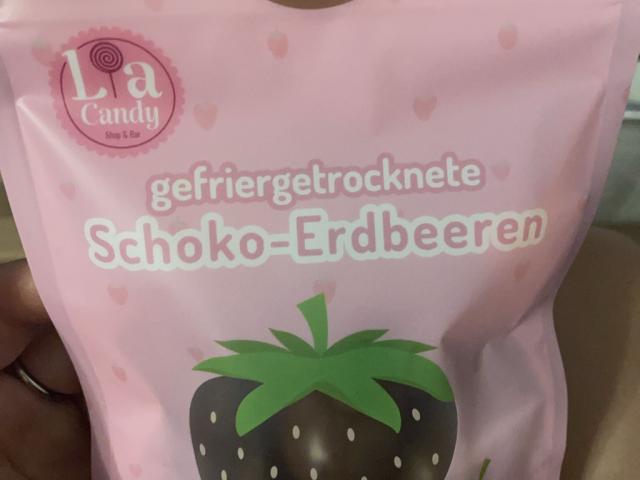 Lia
Candy
Shop & Bar
gefriergetrocknete
Schoko-Erdbeeren